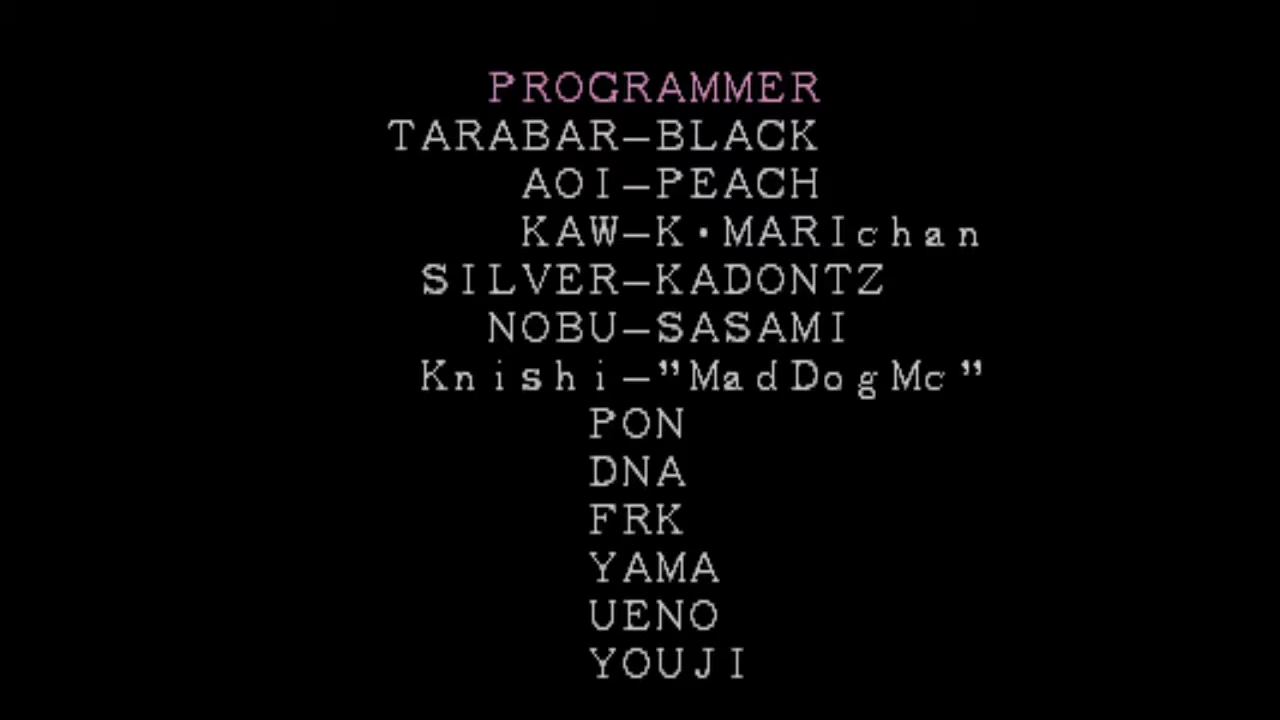 PROGRAMMER
TARABAR—BLACK
AOI—PEACH
KAW—K・MARIchan
SILVER—KADONTZ
NOBU—SASAMI
Knishi—"MadDogMc"
PON
DNA
FRK
YAMA
UENO
YOUJI